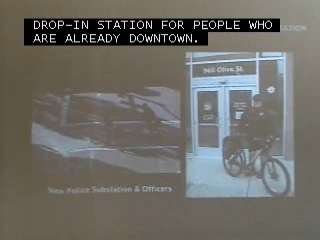 DROP-IN STATION FOR PEOPLE WHO
ARE ALREADY DOWNTOWN.
960 Olive St.
New Police Substation & Officers